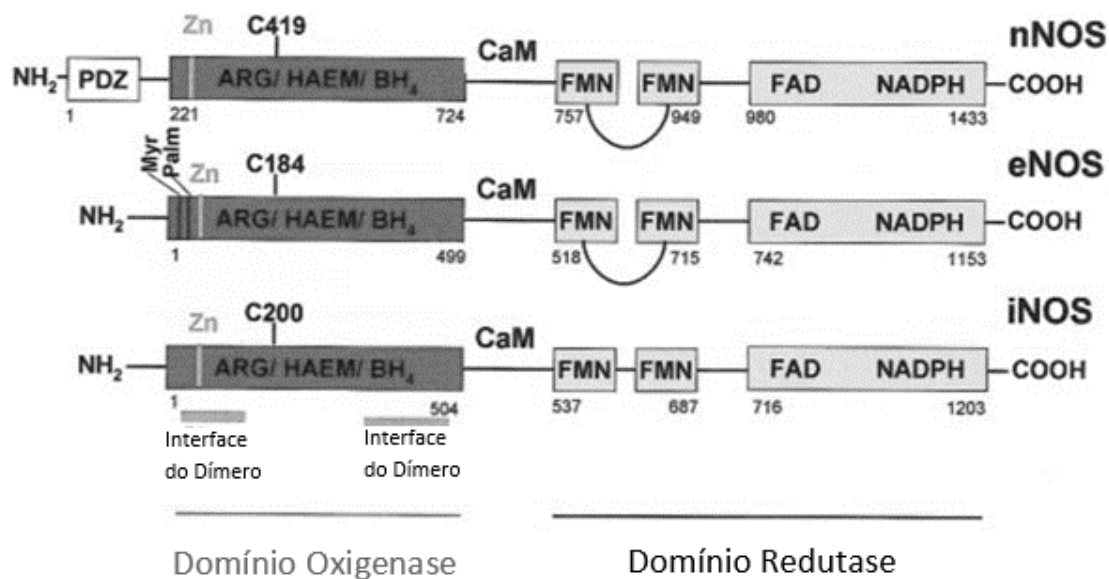 Zn C419 CaM nNOS
NH₂ PDZ ARG/ HAEM/ BH₄ FMN FMN FAD NADPH COOH
1 221 724 757 949 980 1433
Myr
Palm
Zn C184 CaM eNOS
NH₂ ARG/ HAEM/ BH₄ FMN FMN FAD NADPH COOH
1 499 518 715 742 1153
Zn C200 CaM iNOS
NH₂ ARG/ HAEM/ BH₄ FMN FMN FAD NADPH COOH
1 504 537 687 716 1203
Interface Interface
do Dímero do Dímero
Domínio Oxigenase Domínio Redutase